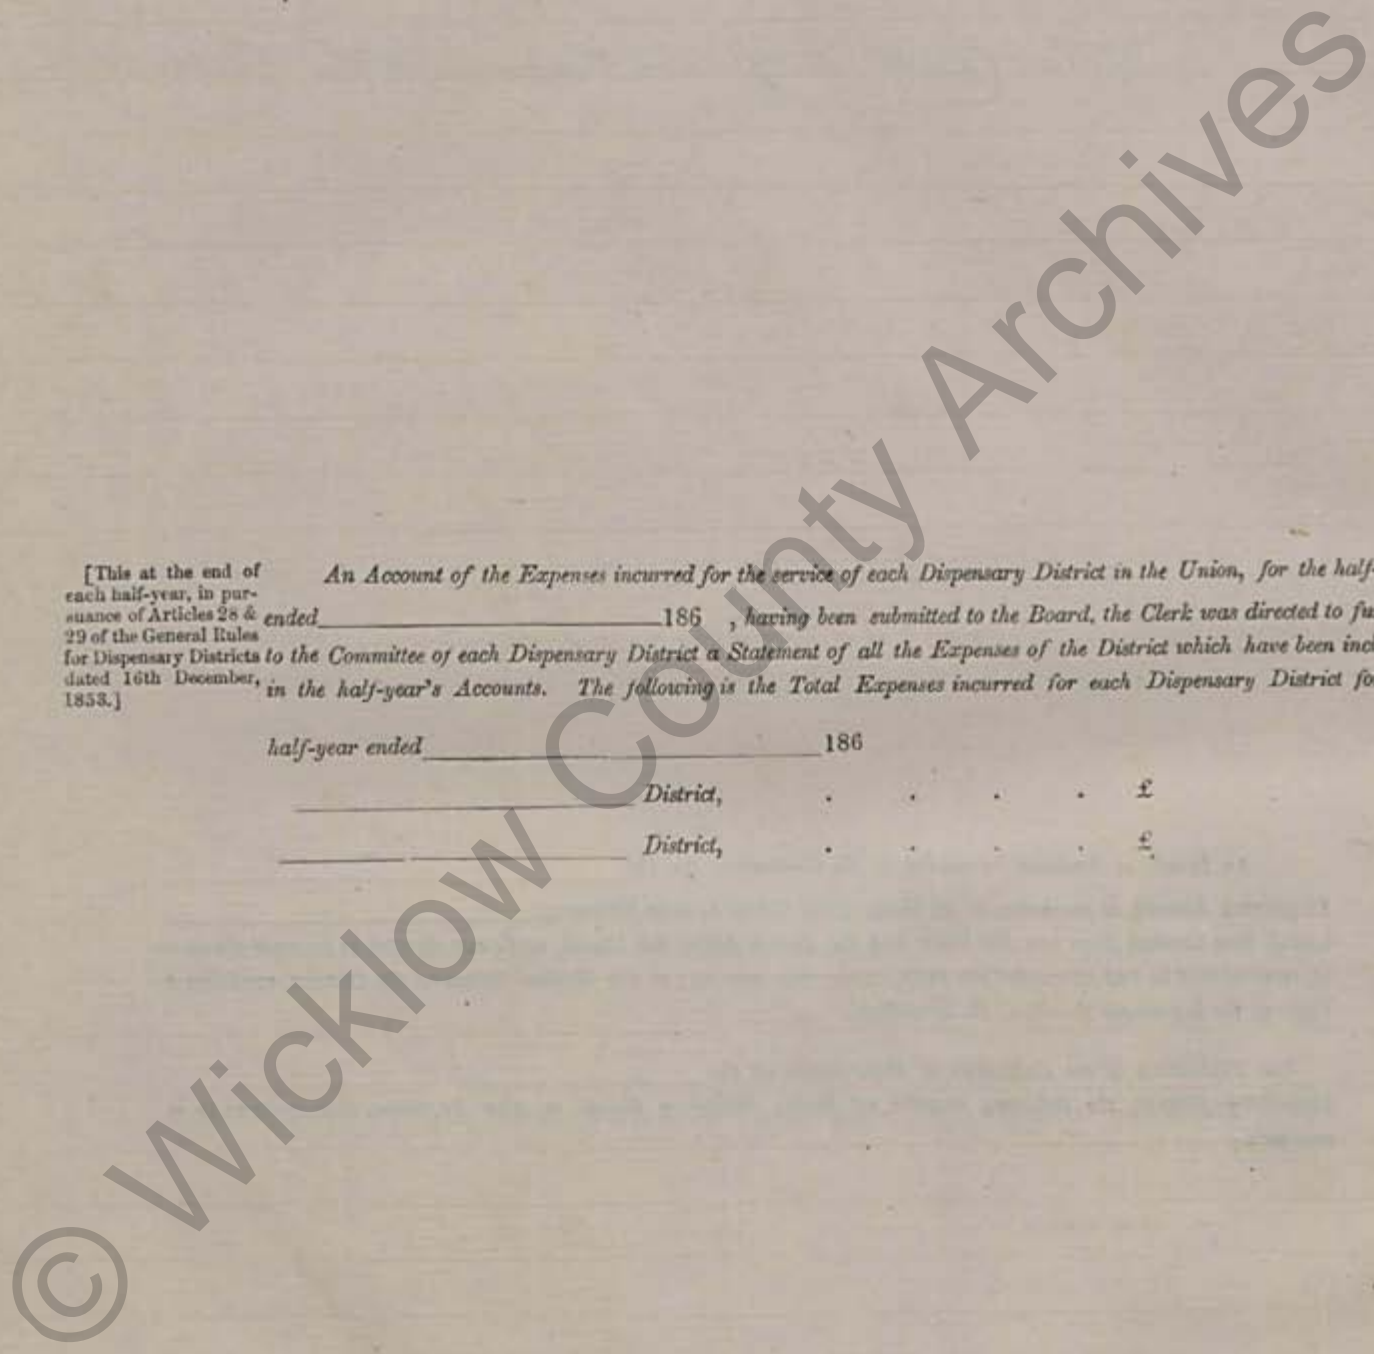 [This at the end of
each half-year, in pur-
suance of Articles 28 &
29 of the General Rules
for Dispensary Districts
dated 16th December,
1853.]
An Account of the Expenses incurred for the service of each Dispensary District in the Union, for the half-
ended 186 , having been submitted to the Board, the Clerk was directed to fu
to the Committee of each Dispensary District a Statement of all the Expenses of the District which have been incl
in the half-year's Accounts. The following is the Total Expenses incurred for each Dispensary District fo
half-year ended 186
District, . . . . £
District, . . . . £
© Wicklow County Archives